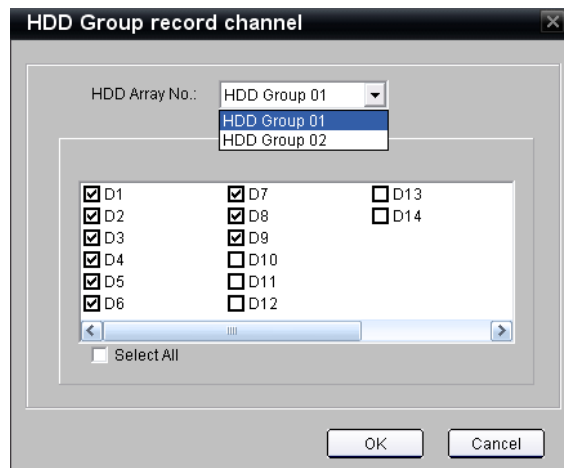 HDD Group record channel
HDD Array No.: HDD Group 01
HDD Group 01
HDD Group 02
D1 D7 D13
D2 D8 D14
D3 D9
D4 D10
D5 D11
D6 D12
Select All
OK Cancel